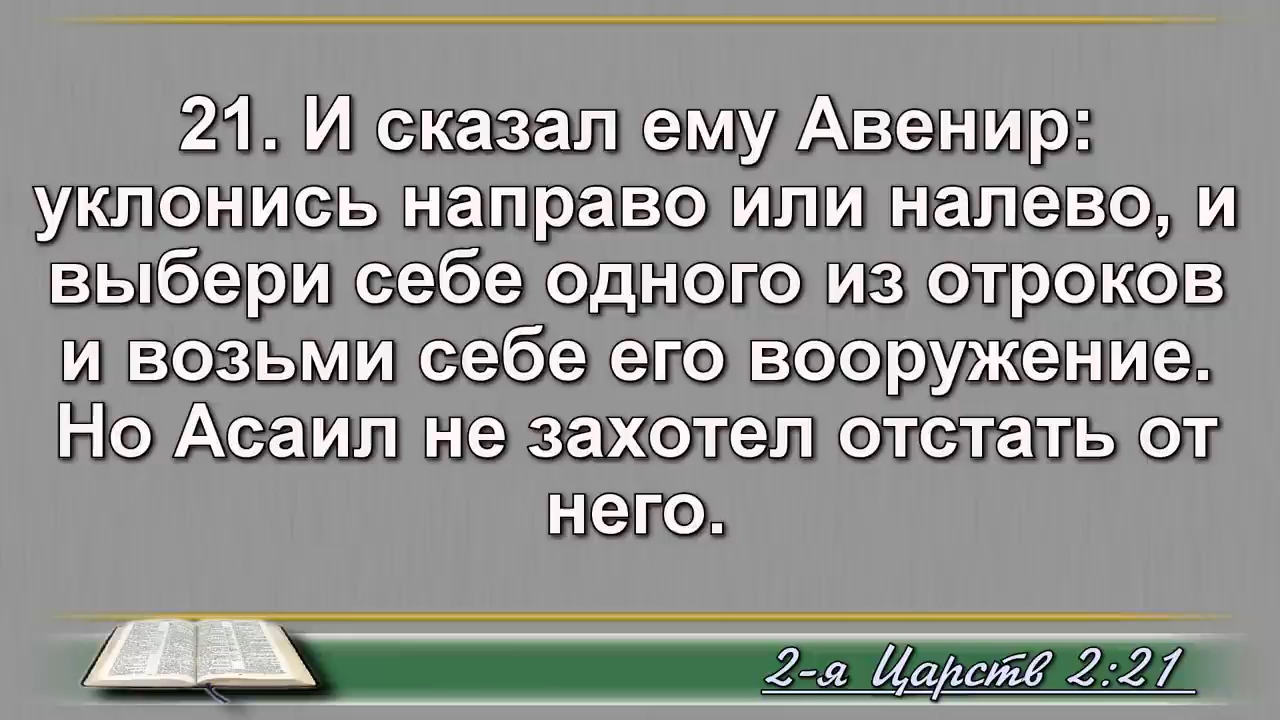 21. И сказал ему Авенир:
уклонись направо или налево, и
выбери себе одного из отроков
и возьми себе его вооружение.
Но Асаил не захотел отстать от
него.
2-я Царств 2:21